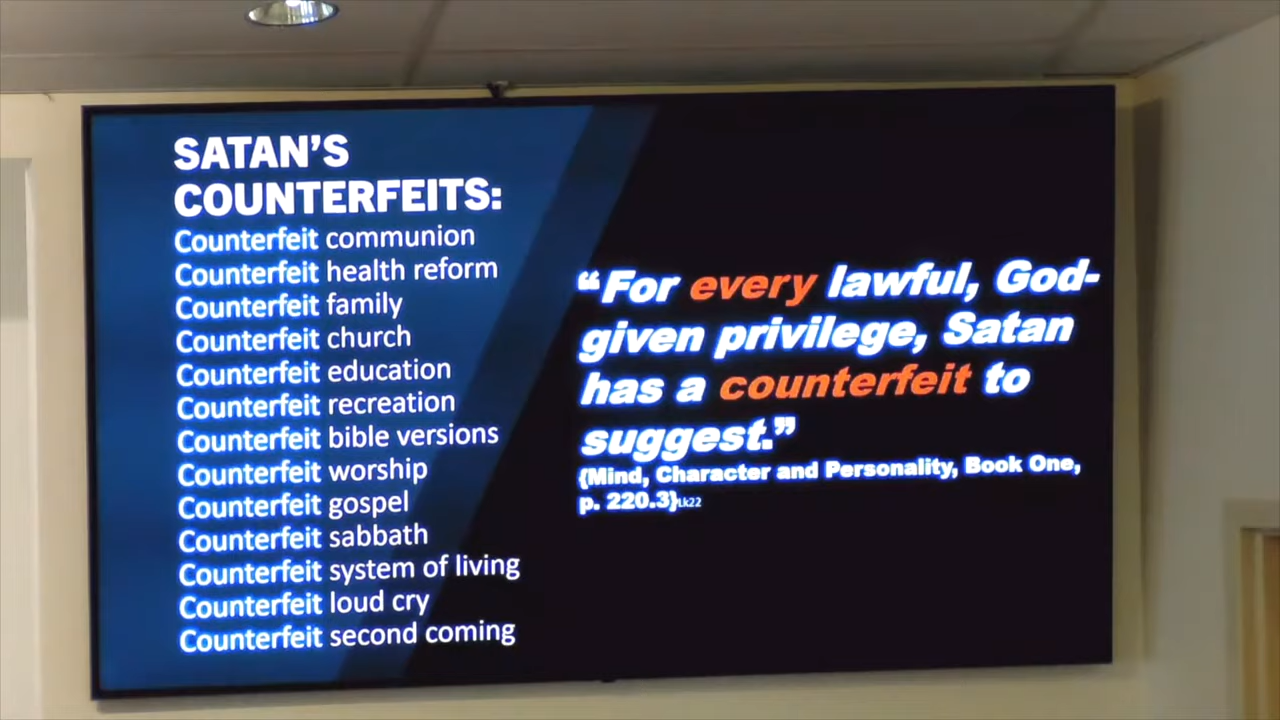 SATAN'S
COUNTERFEITS:
Counterfeit communion
Counterfeit health reform
Counterfeit family
Counterfeit church
Counterfeit education
Counterfeit recreation
Counterfeit bible versions
Counterfeit worship
Counterfeit gospel
Counterfeit sabbath
Counterfeit system of living
Counterfeit loud cry
Counterfeit second coming
“For every lawful, God-
given privilege, Satan
has a counterfeit to
suggest.”
{Mind, Character and Personality, Book One,
p. 220.3}Lk22